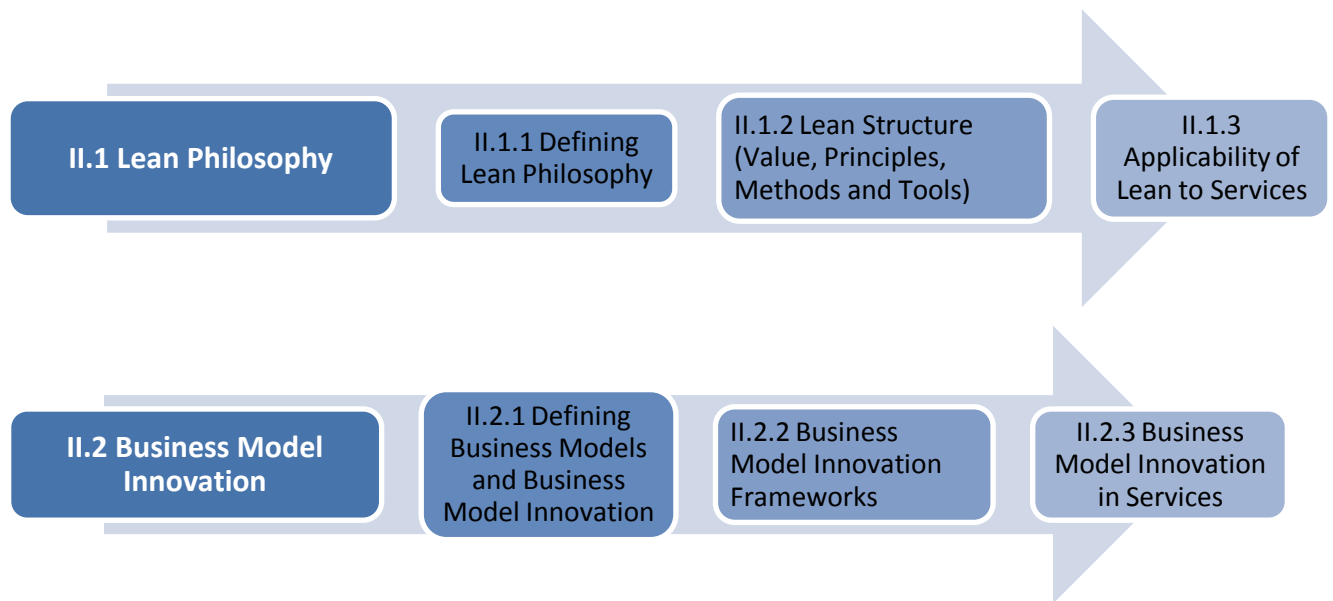 II.1 Lean Philosophy
II.1.1 Defining
Lean Philosophy
II.1.2 Lean Structure
(Value, Principles,
Methods and Tools)
II.1.3
Applicability of
Lean to Services
II.2 Business Model
Innovation
II.2.1 Defining
Business Models
and Business
Model Innovation
II.2.2 Business
Model Innovation
Frameworks
II.2.3 Business
Model Innovation
in Services